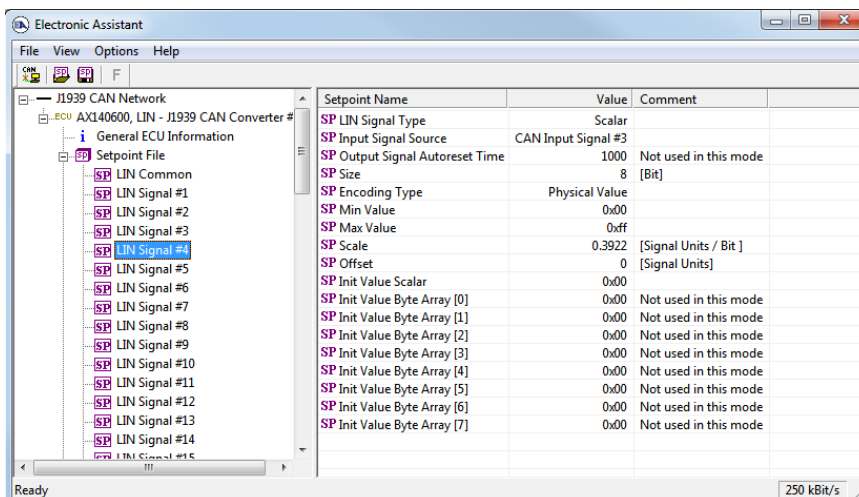 Electronic Assistant
File View Options Help
CAN SP SP F
J1939 CAN Network
ECU AX140600, LIN - J1939 CAN Converter #
i General ECU Information
SP Setpoint File
SP LIN Common
SP LIN Signal #1
SP LIN Signal #2
SP LIN Signal #3
SP LIN Signal #4
SP LIN Signal #5
SP LIN Signal #6
SP LIN Signal #7
SP LIN Signal #8
SP LIN Signal #9
SP LIN Signal #10
SP LIN Signal #11
SP LIN Signal #12
SP LIN Signal #13
SP LIN Signal #14
SP LIN Signal #15
Setpoint Name Value Comment
SP LIN Signal Type Scalar
SP Input Signal Source CAN Input Signal #3
SP Output Signal Autoreset Time 1000 Not used in this mode
SP Size 8 [Bit]
SP Encoding Type Physical Value
SP Min Value 0x00
SP Max Value 0xff
SP Scale 0.3922 [Signal Units / Bit ]
SP Offset 0 [Signal Units]
SP Init Value Scalar 0x00
SP Init Value Byte Array [0] 0x00 Not used in this mode
SP Init Value Byte Array [1] 0x00 Not used in this mode
SP Init Value Byte Array [2] 0x00 Not used in this mode
SP Init Value Byte Array [3] 0x00 Not used in this mode
SP Init Value Byte Array [4] 0x00 Not used in this mode
SP Init Value Byte Array [5] 0x00 Not used in this mode
SP Init Value Byte Array [6] 0x00 Not used in this mode
SP Init Value Byte Array [7] 0x00 Not used in this mode
Ready 250 kBit/s